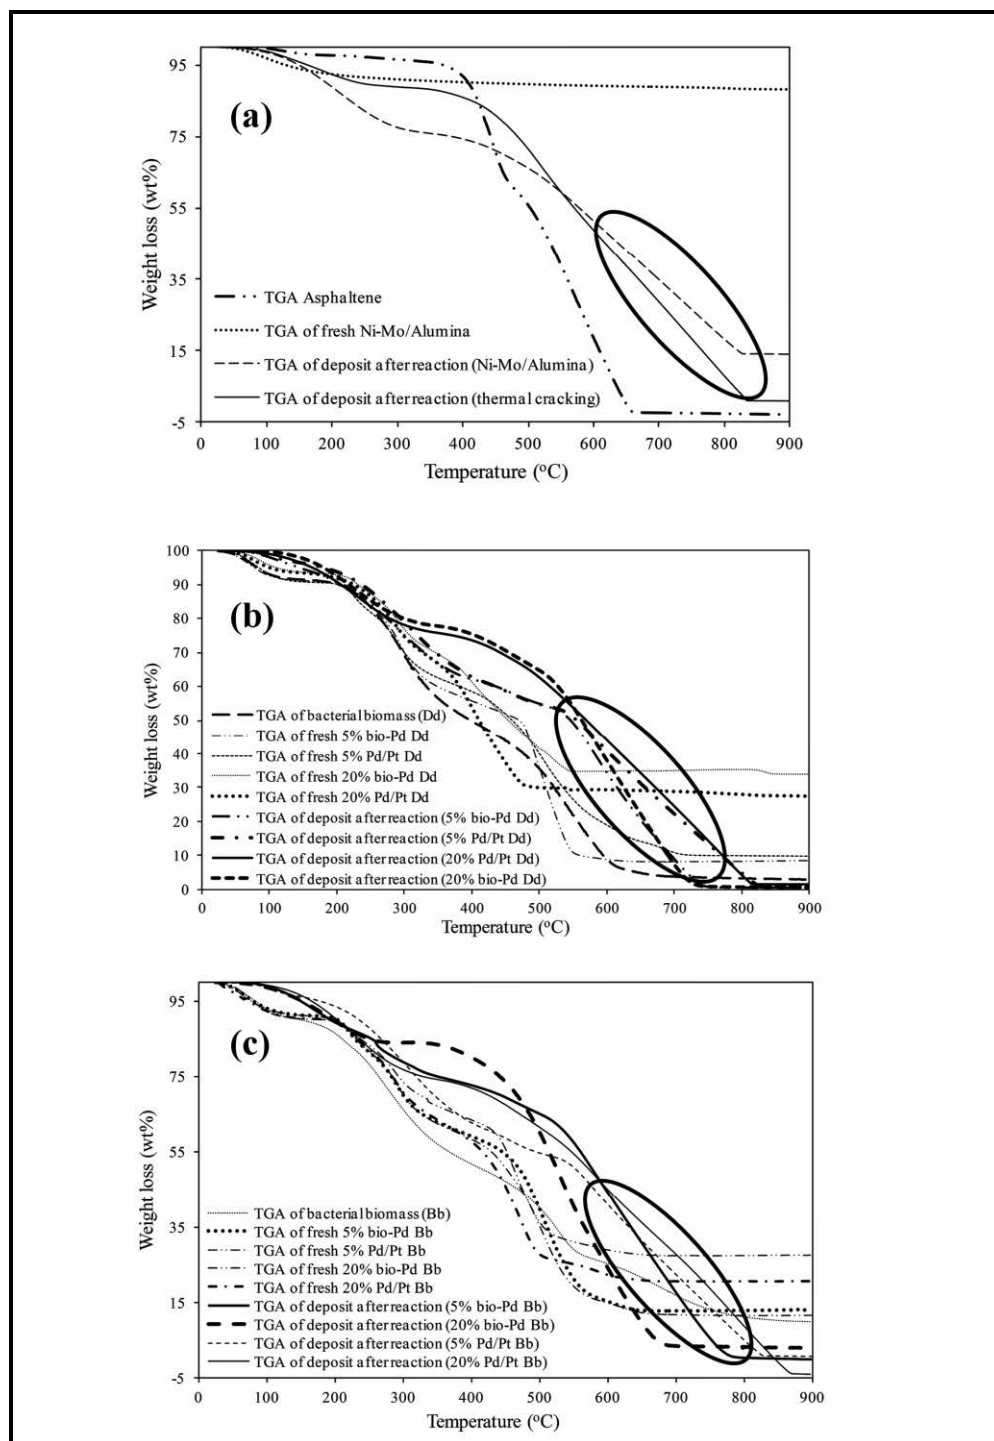 (a)
Weight loss (wt%)
95
75
55
35
15
-5
TGA Asphaltene
TGA of fresh Ni-Mo/Alumina
TGA of deposit after reaction (Ni-Mo/Alumina)
TGA of deposit after reaction (thermal cracking)
0 100 200 300 400 500 600 700 800 900
Temperature (°C)
(b)
Weight loss (wt%)
100
90
80
70
60
50
40
30
20
10
0
TGA of bacterial biomass (Dd)
TGA of fresh 5% bio-Pd Dd
TGA of fresh 5% Pd/Pt Dd
TGA of fresh 20% bio-Pd Dd
TGA of fresh 20% Pd/Pt Dd
TGA of deposit after reaction (5% bio-Pd Dd)
TGA of deposit after reaction (5% Pd/Pt Dd)
TGA of deposit after reaction (20% Pd/Pt Dd)
TGA of deposit after reaction (20% bio-Pd Dd)
0 100 200 300 400 500 600 700 800 900
Temperature (°C)
(c)
Weight loss (wt%)
95
75
55
35
15
-5
TGA of bacterial biomass (Bb)
TGA of fresh 5% bio-Pd Bb
TGA of fresh 5% Pd/Pt Bb
TGA of fresh 20% bio-Pd Bb
TGA of fresh 20% Pd/Pt Bb
TGA of deposit after reaction (5% bio-Pd Bb)
TGA of deposit after reaction (20% bio-Pd Bb)
TGA of deposit after reaction (5% Pd/Pt Bb)
TGA of deposit after reaction (20% Pd/Pt Bb)
0 100 200 300 400 500 600 700 800 900
Temperature (°C)